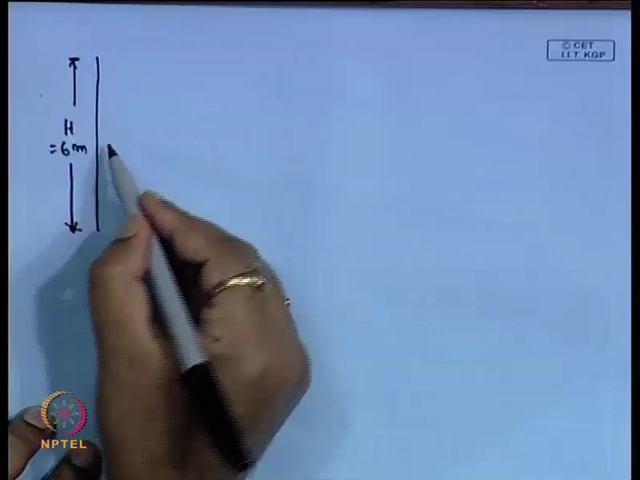 © CET
I.I.T. KGP
H
= 6m
NPTEL